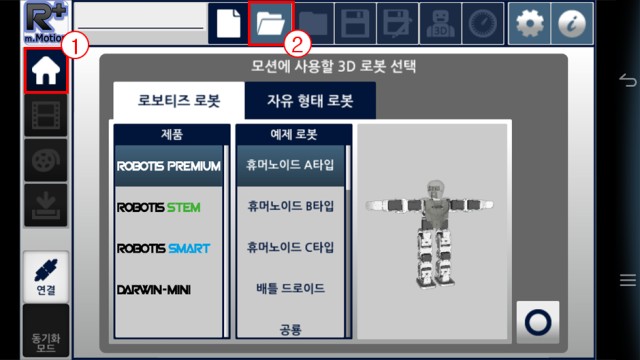 R+
m.Motion
1
2
3D
모션에 사용할 3D 로봇 선택
로보티즈 로봇
자유 형태 로봇
제품
예제 로봇
ROBOTIS PREMIUM
휴머노이드 A타입
ROBOTIS STEM
휴머노이드 B타입
ROBOTIS SMART
휴머노이드 C타입
DARWIN-MINI
배틀 드로이드
공룡
연결
동기화
모드